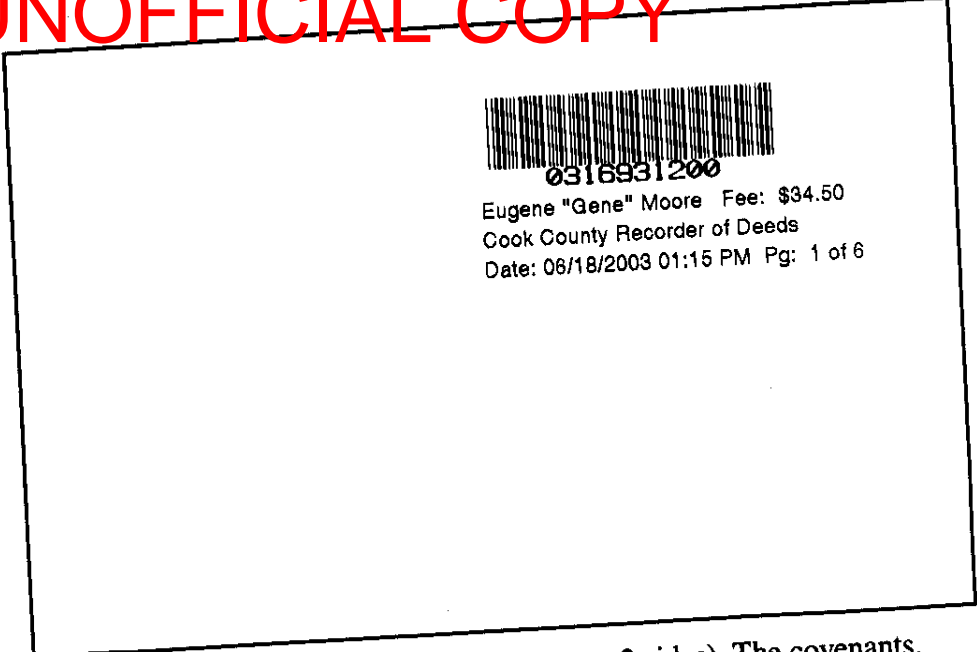 UNOFFICIAL COPY
0316931200
Eugene "Gene" Moore Fee: $34.50
Cook County Recorder of Deeds
Date: 06/18/2003 01:15 PM Pg: 1 of 6
The covenants,